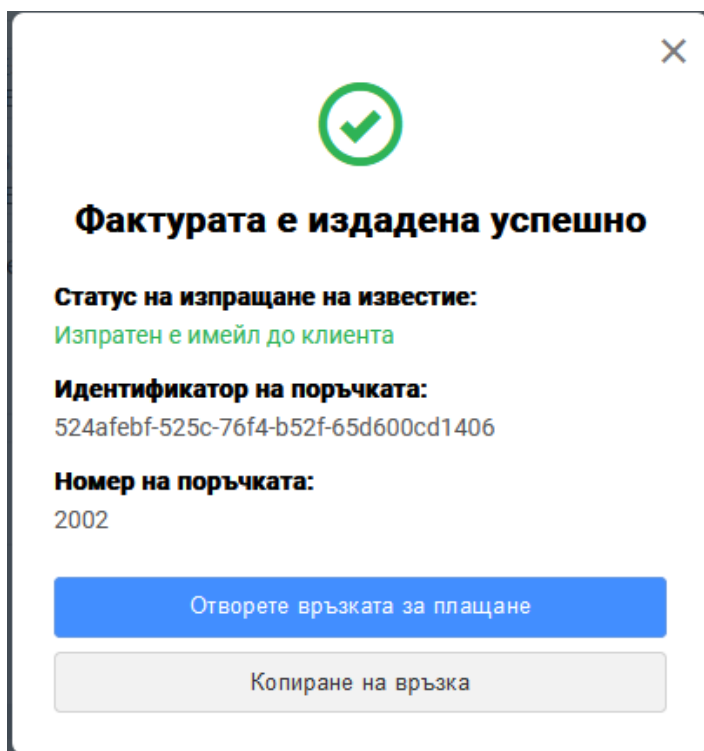 Фактурата е издадена успешно
Статус на изпращане на известие:
Изпратен е имейл до клиента
Идентификатор на поръчката:
524afebf-525c-76f4-b52f-65d600cd1406
Номер на поръчката:
2002
Отворете връзката за плащане
Копиране на връзка